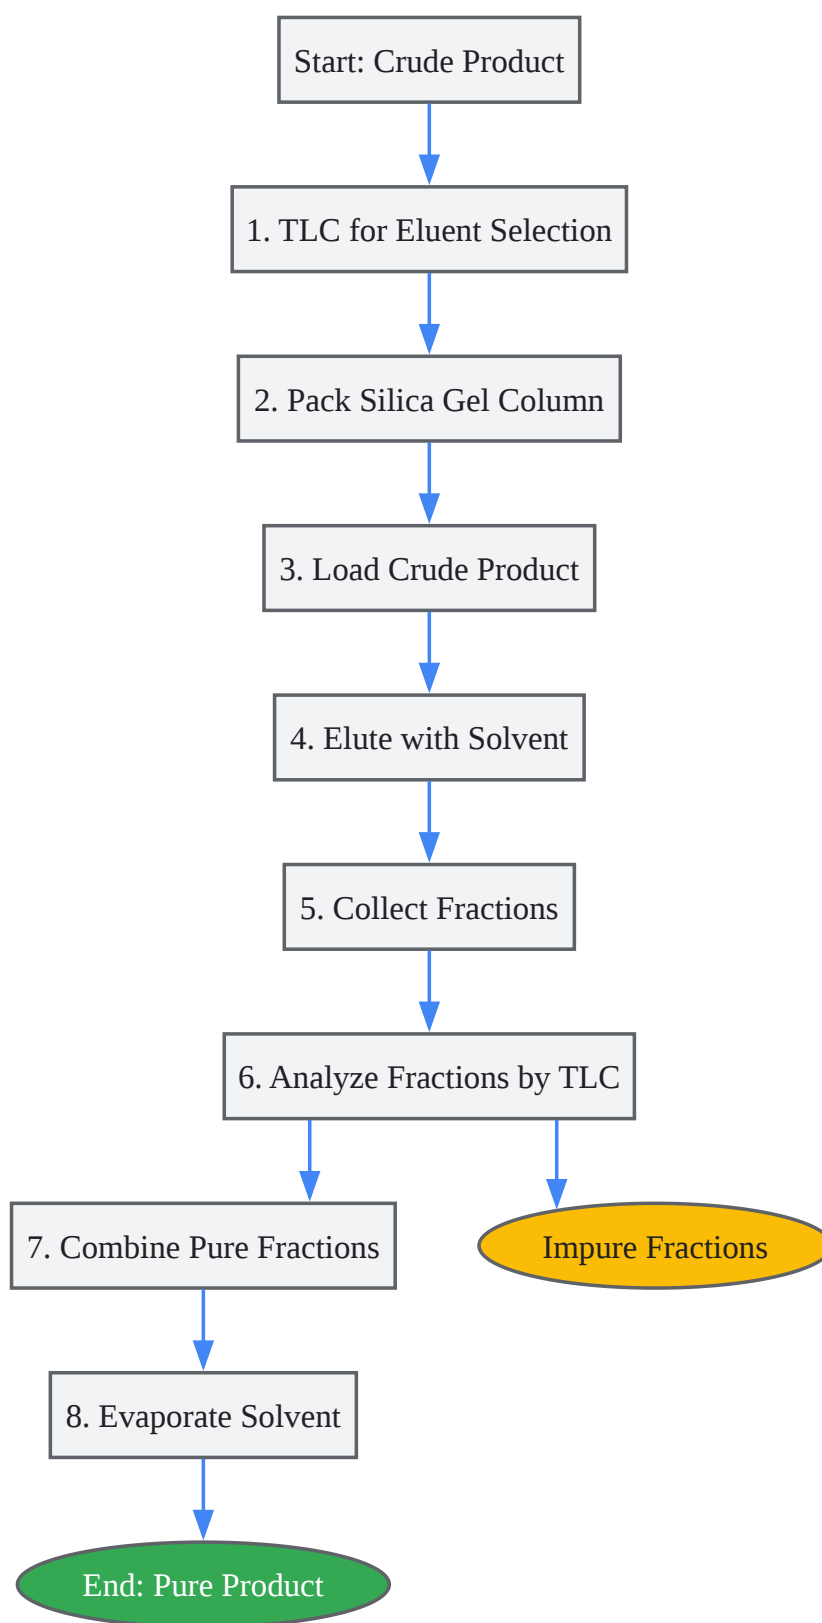 Start: Crude Product
1. TLC for Eluent Selection
2. Pack Silica Gel Column
3. Load Crude Product
4. Elute with Solvent
5. Collect Fractions
6. Analyze Fractions by TLC
7. Combine Pure Fractions
Impure Fractions
8. Evaporate Solvent
End: Pure Product